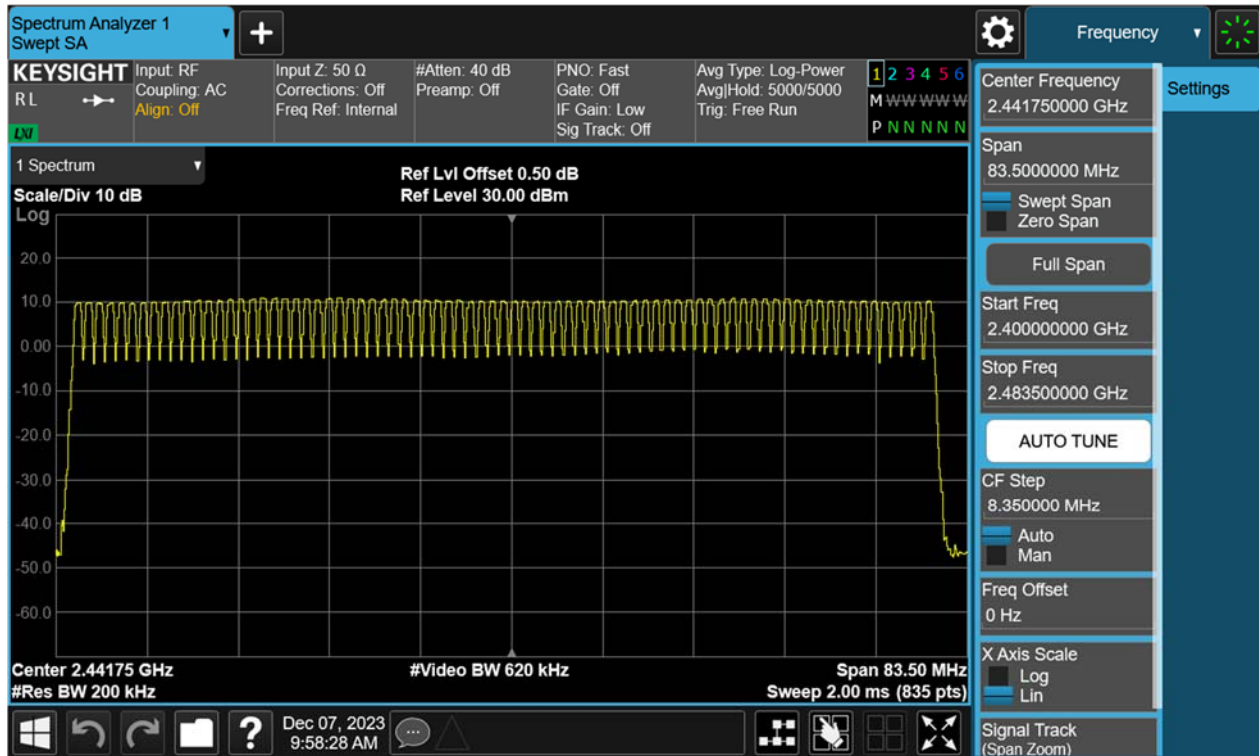 Spectrum Analyzer 1
Swept SA
+
Frequency
KEYSIGHT
R L
LXI
Input: RF
Coupling: AC
Align: Off
Input Z: 50 Ω
Corrections: Off
Freq Ref: Internal
#Atten: 40 dB
Preamp: Off
PNO: Fast
Gate: Off
IF Gain: Low
Sig Track: Off
Avg Type: Log-Power
Avg|Hold: 5000/5000
Trig: Free Run
1 2 3 4 5 6
M W W W W W
P N N N N N
1 Spectrum
Scale/Div 10 dB
Ref Lvl Offset 0.50 dB
Ref Level 30.00 dBm
Log
20.0
10.0
0.00
-10.0
-20.0
-30.0
-40.0
-50.0
-60.0
Center 2.44175 GHz
#Video BW 620 kHz
Span 83.50 MHz
#Res BW 200 kHz
Sweep 2.00 ms (835 pts)
?
Dec 07, 2023
9:58:28 AM
Center Frequency
2.441750000 GHz
Span
83.5000000 MHz
Swept Span
Zero Span
Full Span
Start Freq
2.400000000 GHz
Stop Freq
2.483500000 GHz
AUTO TUNE
CF Step
8.350000 MHz
Auto
Man
Freq Offset
0 Hz
X Axis Scale
Log
Lin
Signal Track
(Span Zoom)
Settings